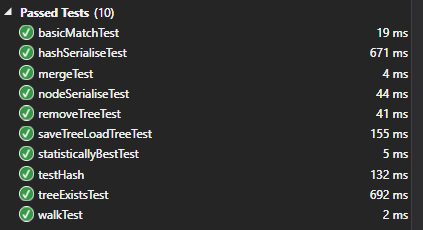 Passed Tests (10)
basicMatchTest 19 ms
hashSerialiseTest 671 ms
mergeTest 4 ms
nodeSerialiseTest 44 ms
removeTreeTest 41 ms
saveTreeLoadTreeTest 155 ms
statisticallyBestTest 5 ms
testHash 132 ms
treeExistsTest 692 ms
walkTest 2 ms